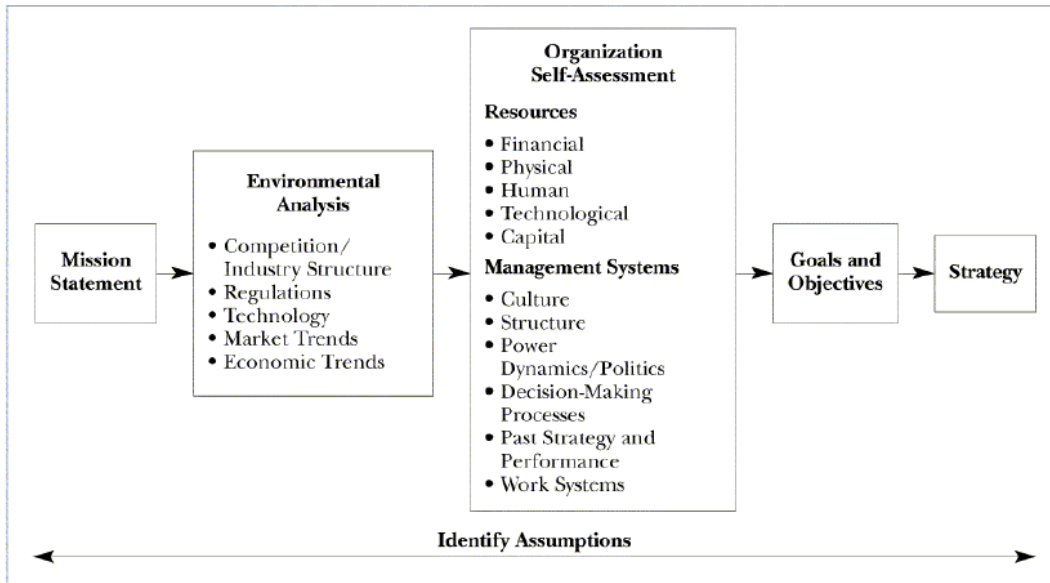 Mission
Statement
Environmental
Analysis
• Competition/
Industry Structure
• Regulations
• Technology
• Market Trends
• Economic Trends
Organization
Self-Assessment
Resources
• Financial
• Physical
• Human
• Technological
• Capital
Management Systems
• Culture
• Structure
• Power
Dynamics/Politics
• Decision-Making
Processes
• Past Strategy and
Performance
• Work Systems
Goals and
Objectives
Strategy
Identify Assumptions